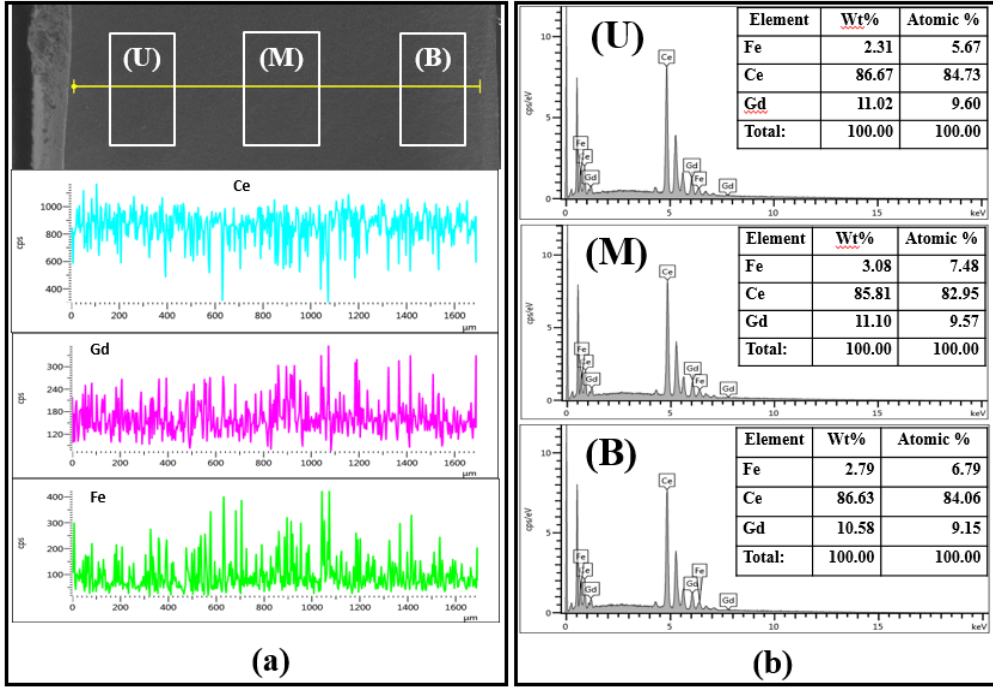 (U) (M) (B)
Ce
cps
1000
800
600
400
0 200 400 600 800 1000 1200 1400 1600
µm
Gd
cps
300
240
180
120
0 200 400 600 800 1000 1200 1400 1600
µm
Fe
cps
400
300
200
100
0 200 400 600 800 1000 1200 1400 1600
µm
(a)
(U)
cps/eV
10
5
0
Fe Ce Gd Ce Gd Fe Gd
0 5 10 15
keV
Element Wt% Atomic %
Fe 2.31 5.67
Ce 86.67 84.73
Gd 11.02 9.60
Total: 100.00 100.00
(M)
cps/eV
10
5
0
Fe Ce Gd Ce Gd Fe Gd
0 5 10 15
keV
Element Wt% Atomic %
Fe 3.08 7.48
Ce 85.81 82.95
Gd 11.10 9.57
Total: 100.00 100.00
(B)
cps/eV
10
5
0
Fe Ce Gd Ce Gd Fe Gd
0 5 10 15
keV
Element Wt% Atomic %
Fe 2.79 6.79
Ce 86.63 84.06
Gd 10.58 9.15
Total: 100.00 100.00
(b)